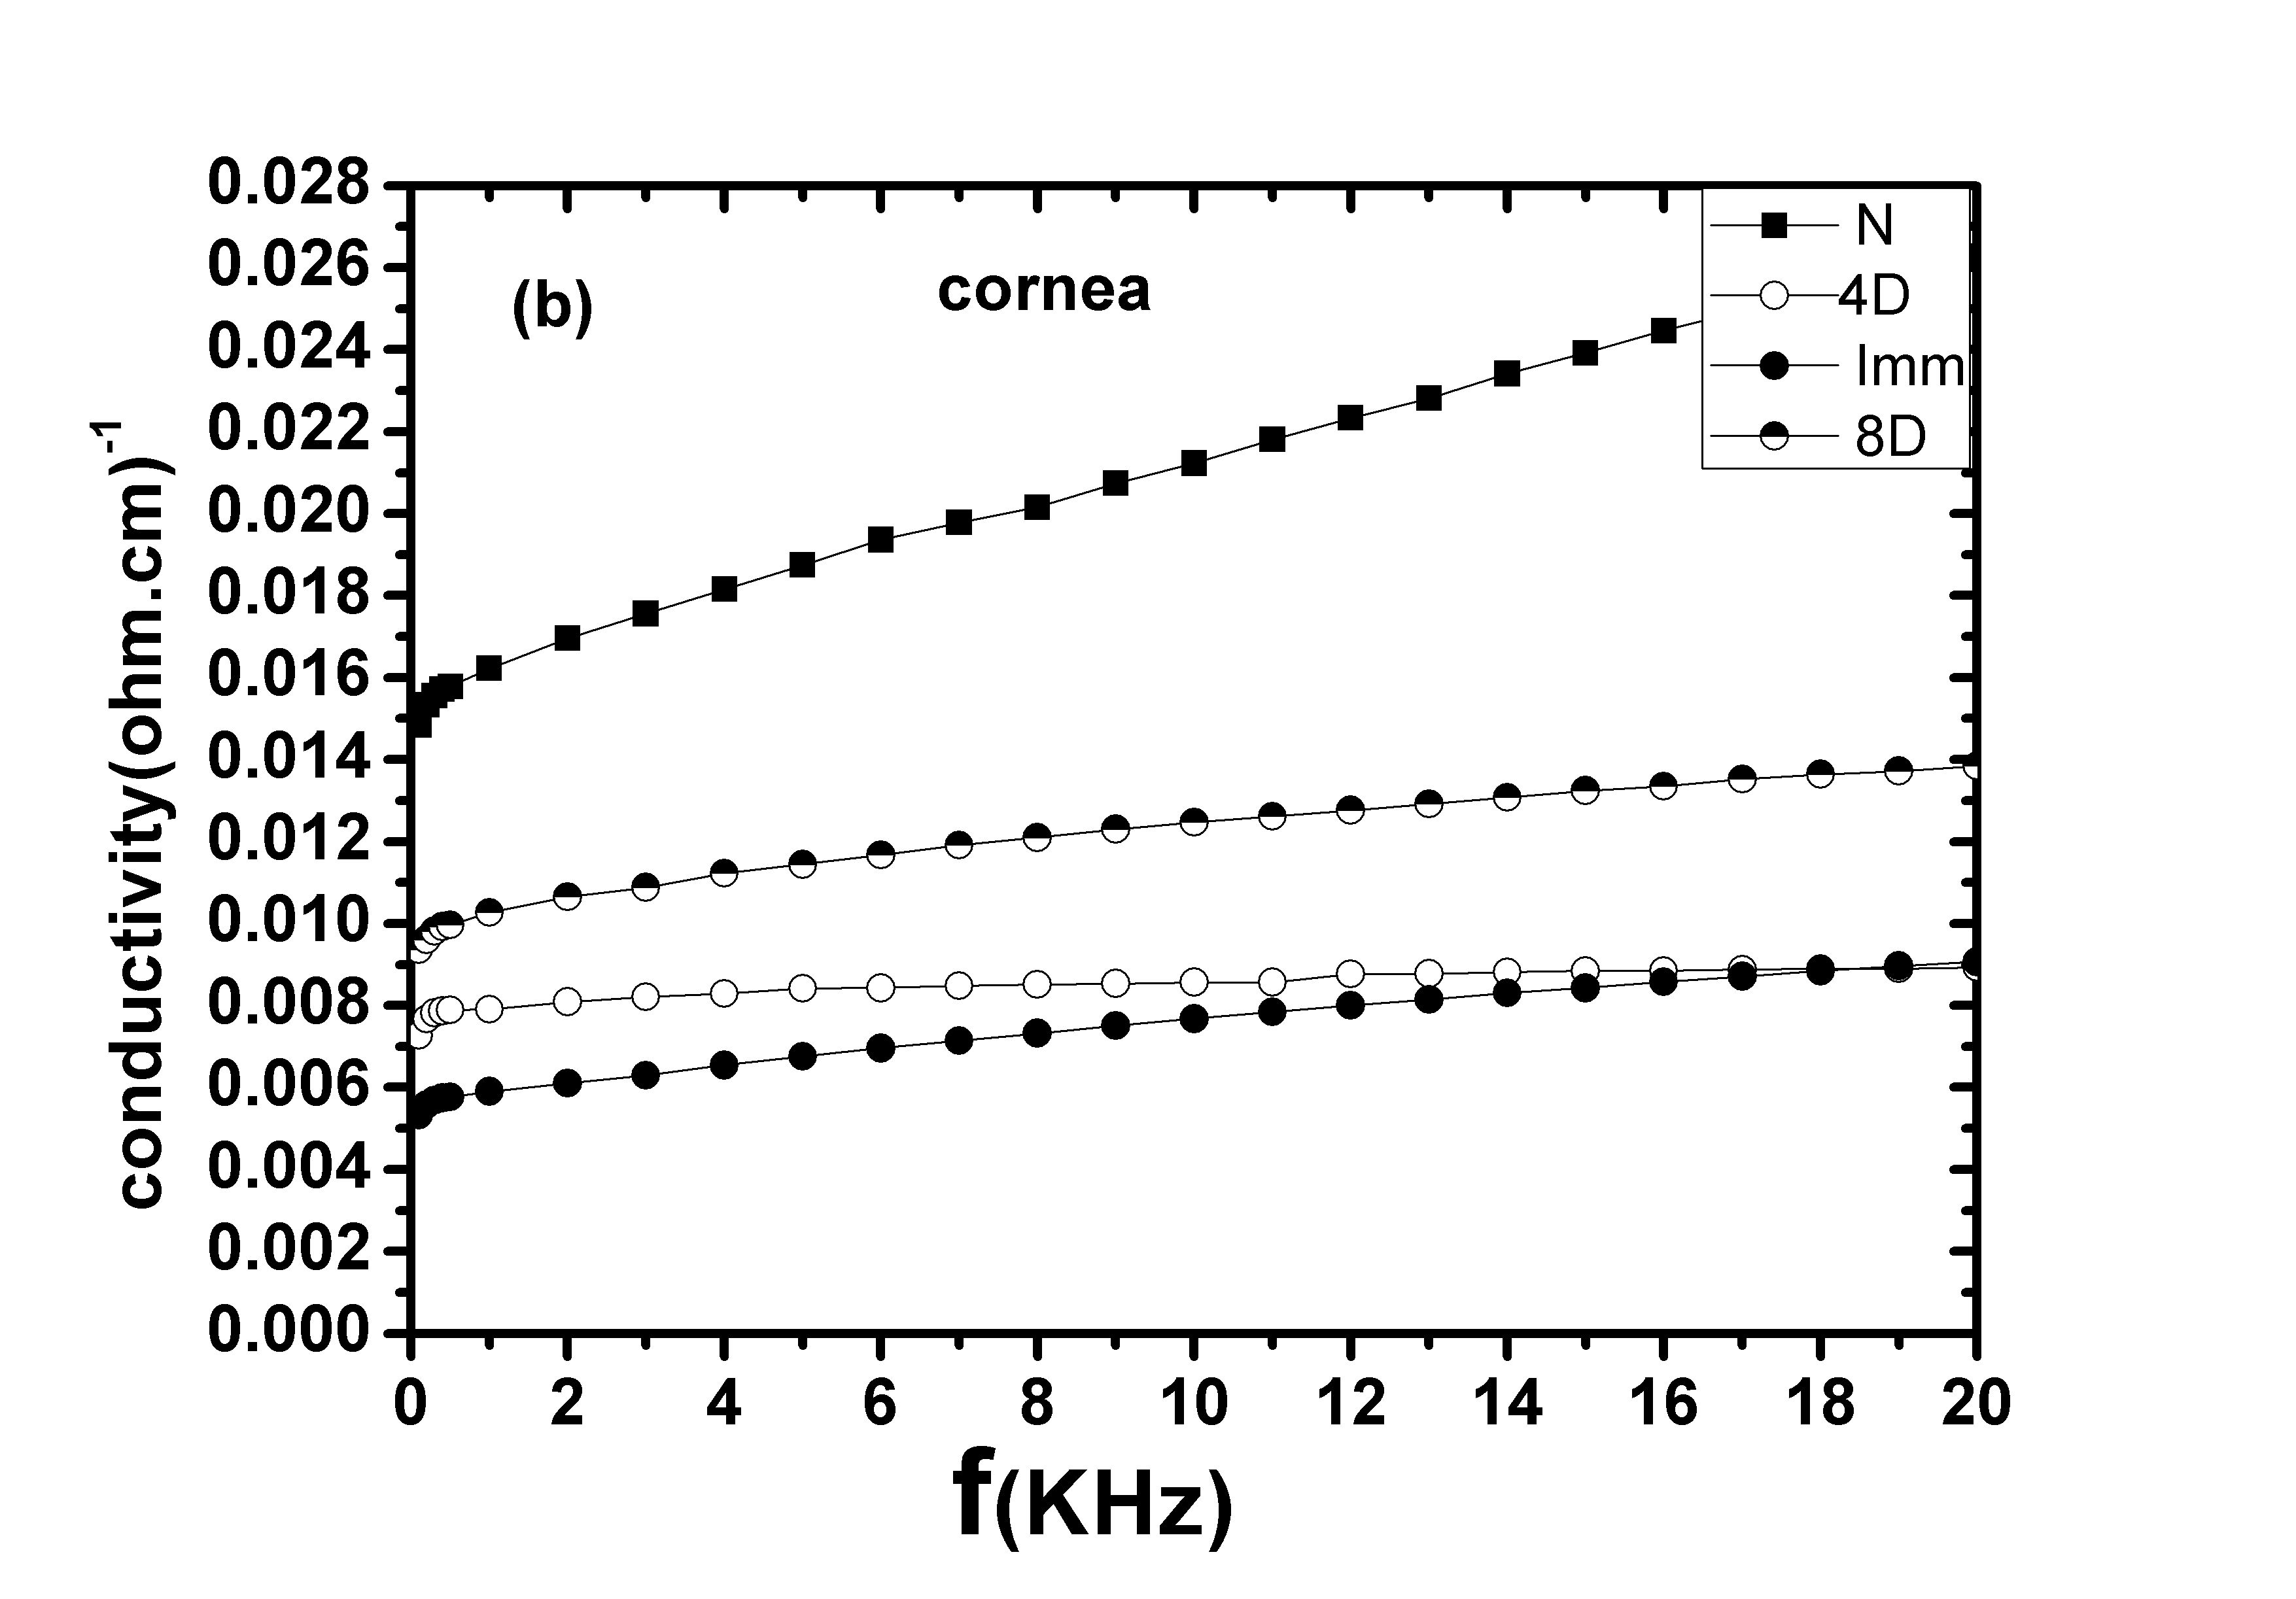 0.028
0.026
0.024
0.022
0.020
0.018
0.016
0.014
0.012
0.010
0.008
0.006
0.004
0.002
0.000
conductivity(ohm.cm)-1
(b)
cornea
N
4D
Imm
8D
0 2 4 6 8 10 12 14 16 18 20
f(KHz)